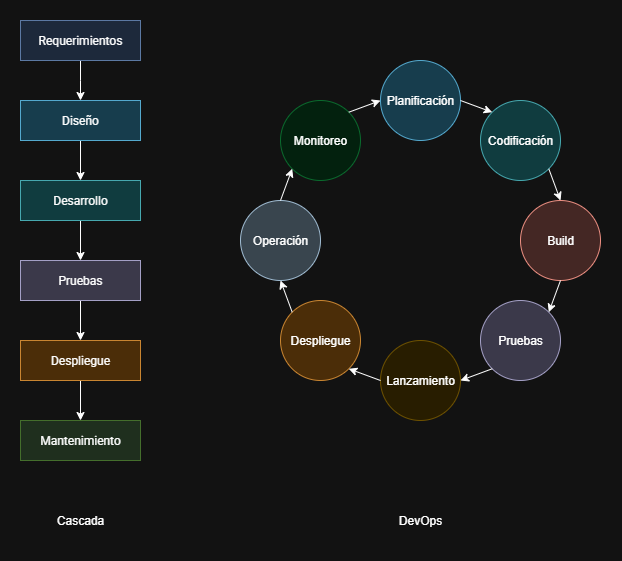 Requerimientos
Diseño
Desarrollo
Pruebas
Despliegue
Mantenimiento
Cascada
Planificación
Codificación
Build
Pruebas
Lanzamiento
Despliegue
Operación
Monitoreo
DevOps